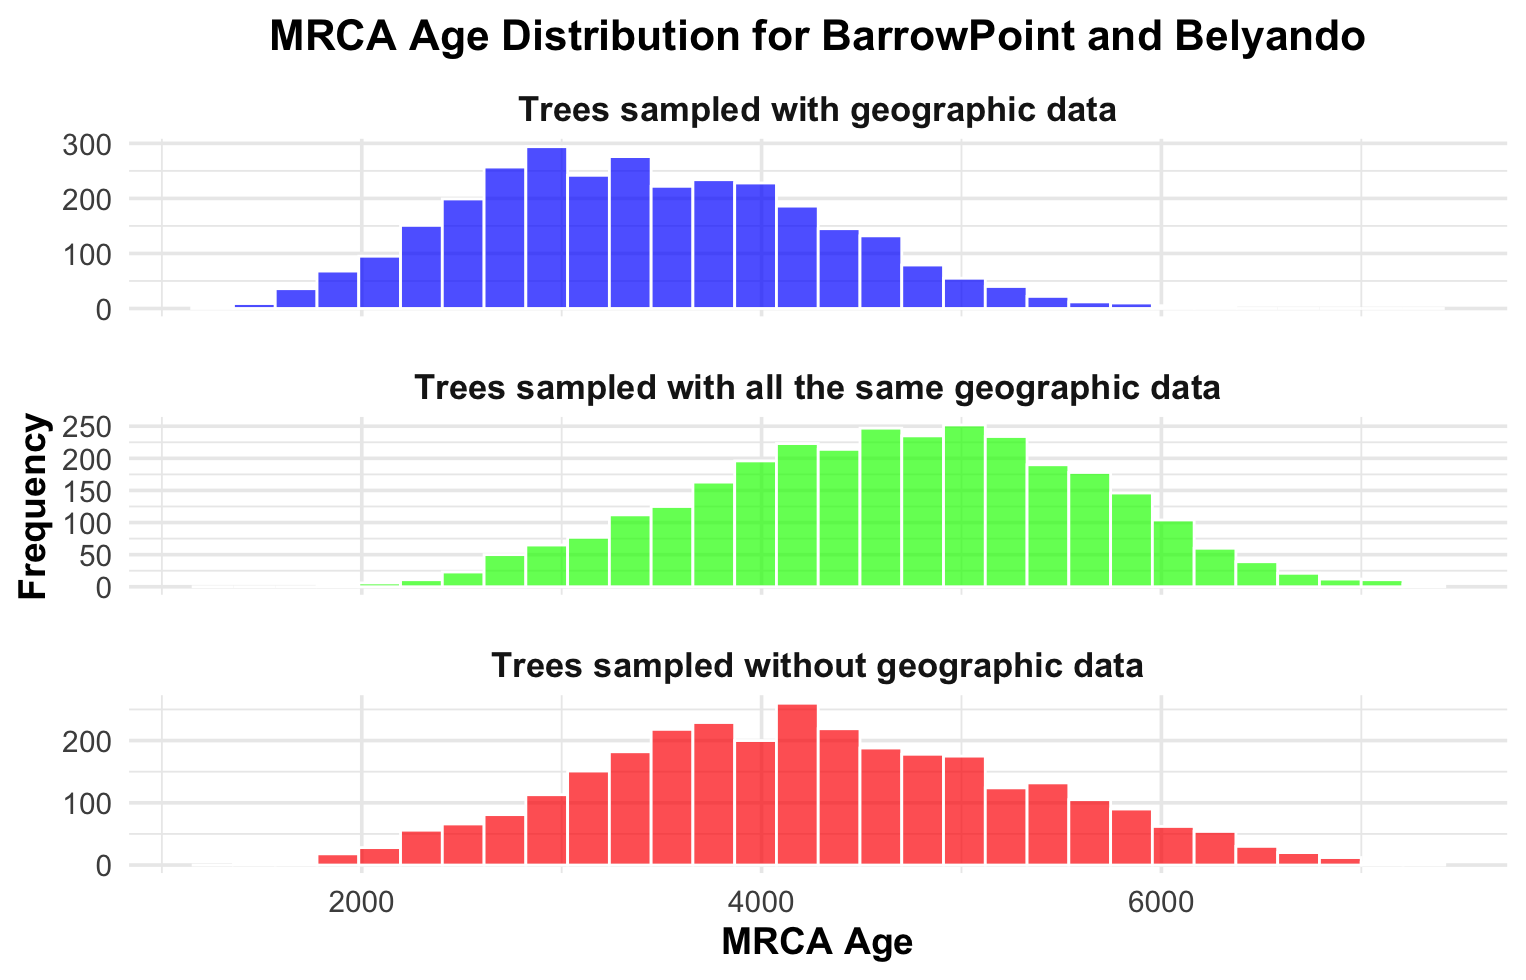 MRCA Age Distribution for BarrowPoint and Belyando
Trees sampled with geographic data
300
200
100
0
Trees sampled with all the same geographic data
Frequency
250
200
150
100
50
0
Trees sampled without geographic data
200
100
0
2000 4000 6000
MRCA Age